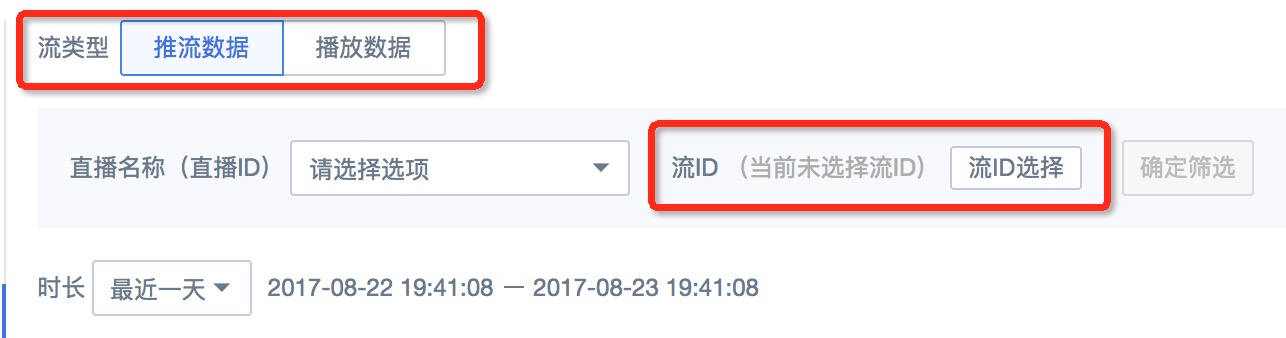 流类型 推流数据 播放数据
直播名称（直播ID） 请选择选项 流ID （当前未选择流ID） 流ID选择 确定筛选
时长 最近一天 2017-08-22 19:41:08 — 2017-08-23 19:41:08